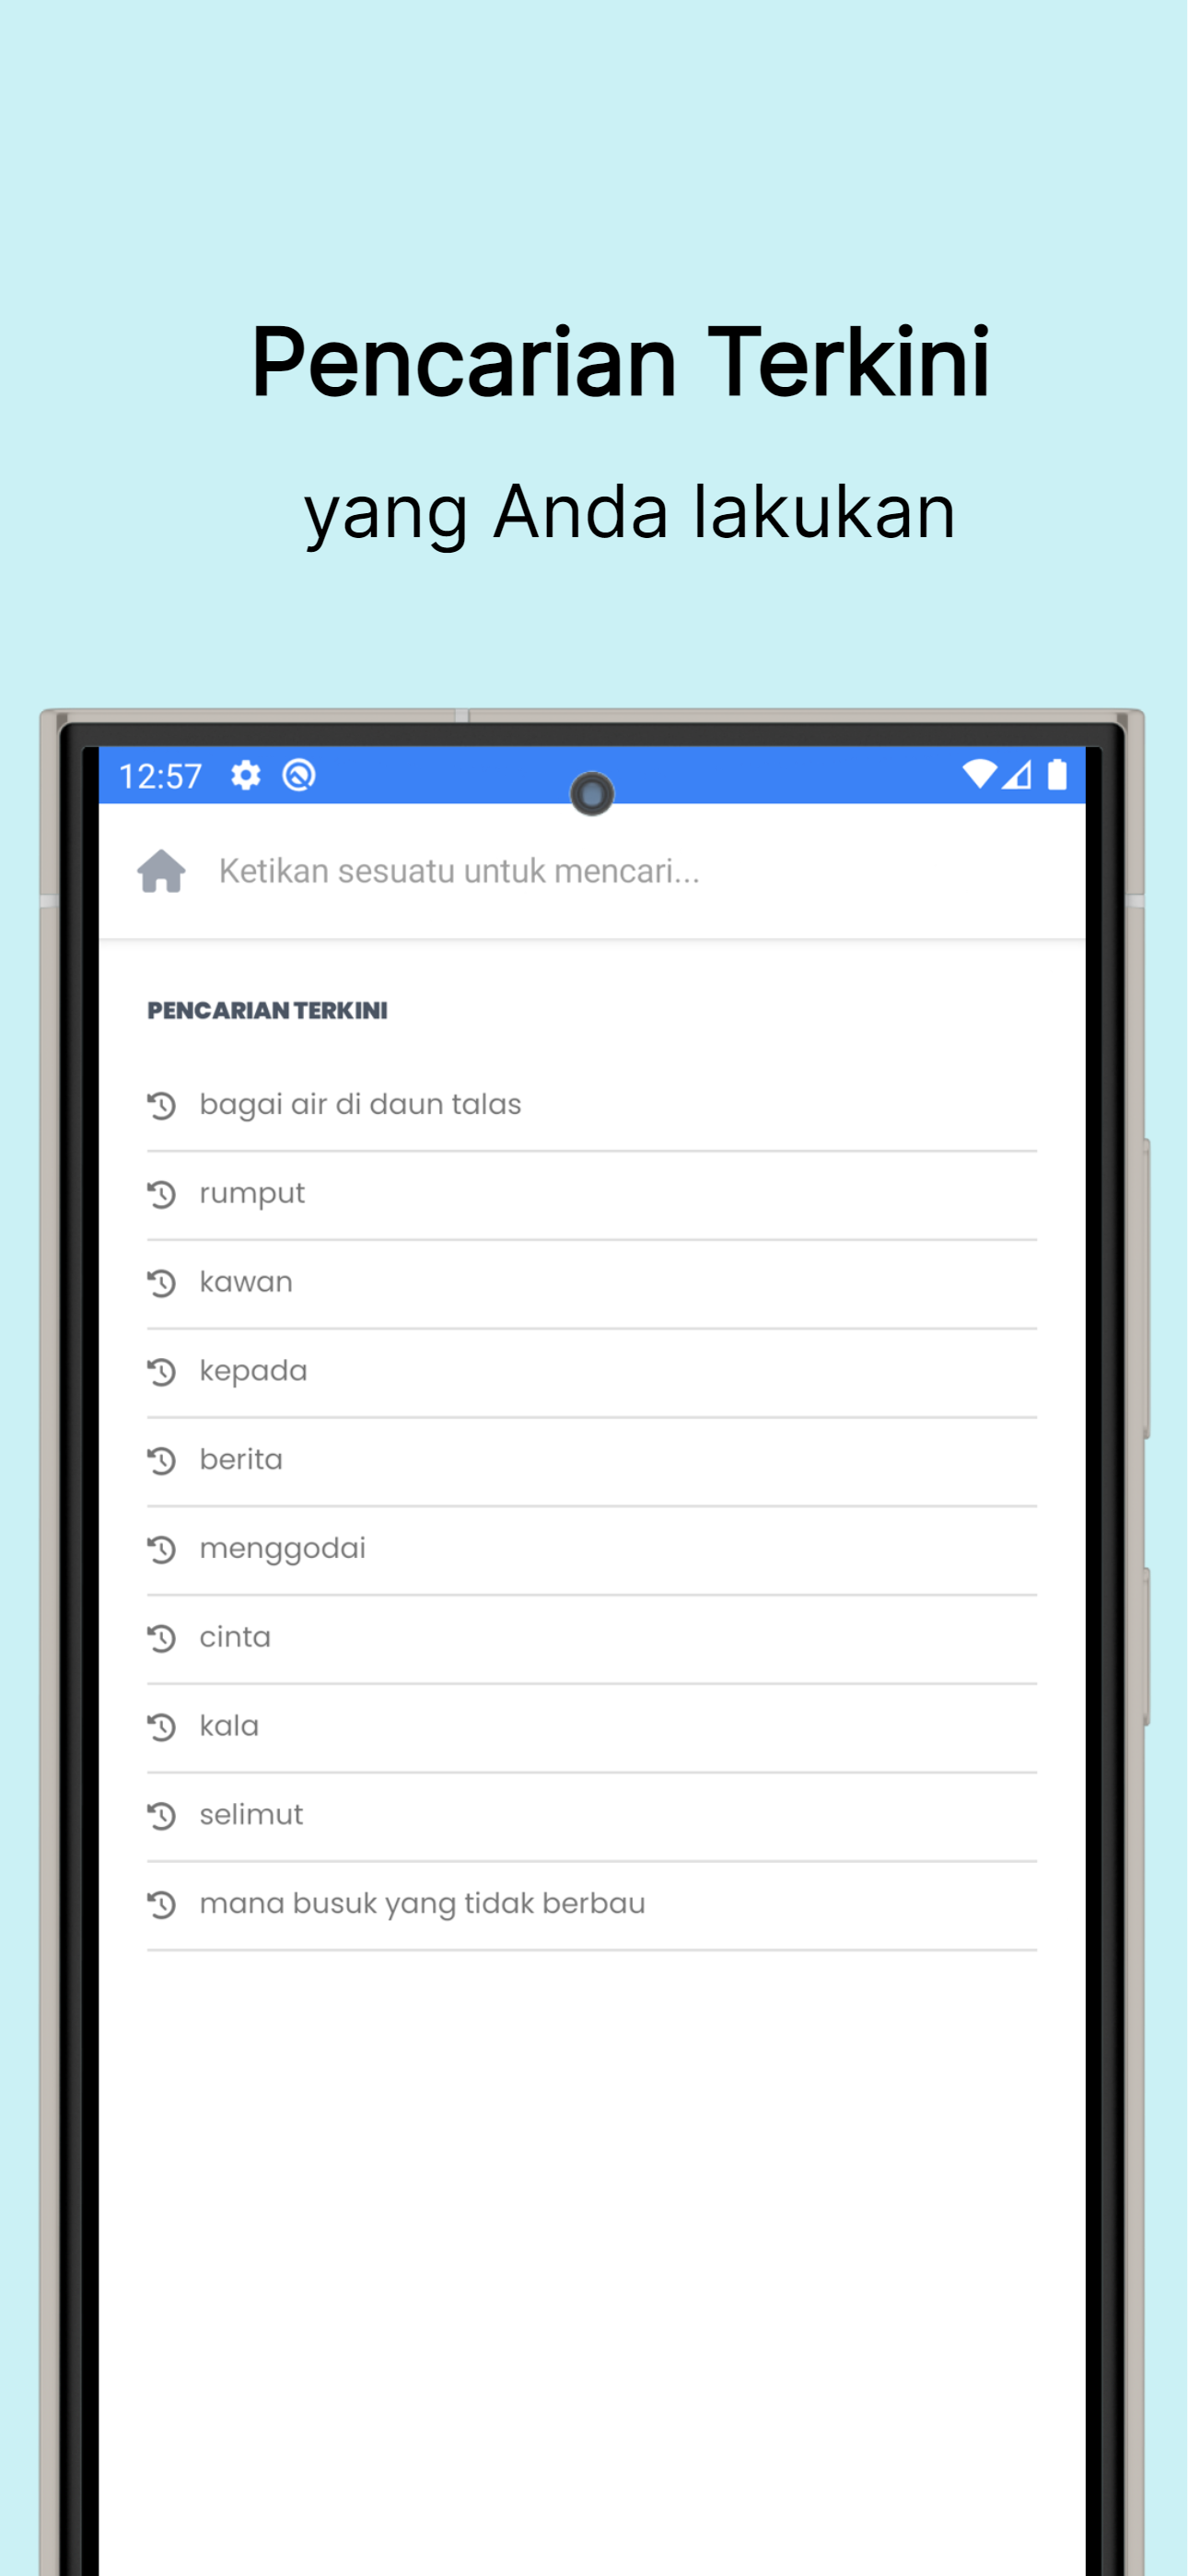 Pencarian Terkini
yang Anda lakukan
12:57
Ketikan sesuatu untuk mencari...
PENCARIAN TERKINI
bagai air di daun talas
rumput
kawan
kepada
berita
menggodai
cinta
kala
selimut
mana busuk yang tidak berbau